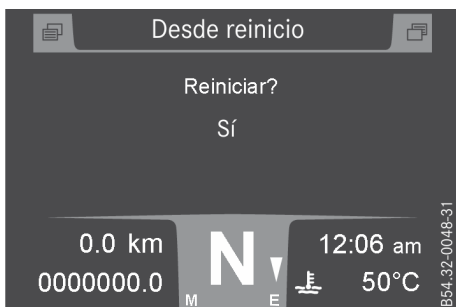 Desde reinicio
Reiniciar?
Sí
0.0 km
12:06 am
0000000.0
N
50°C
M
E
B54.32-0048-31